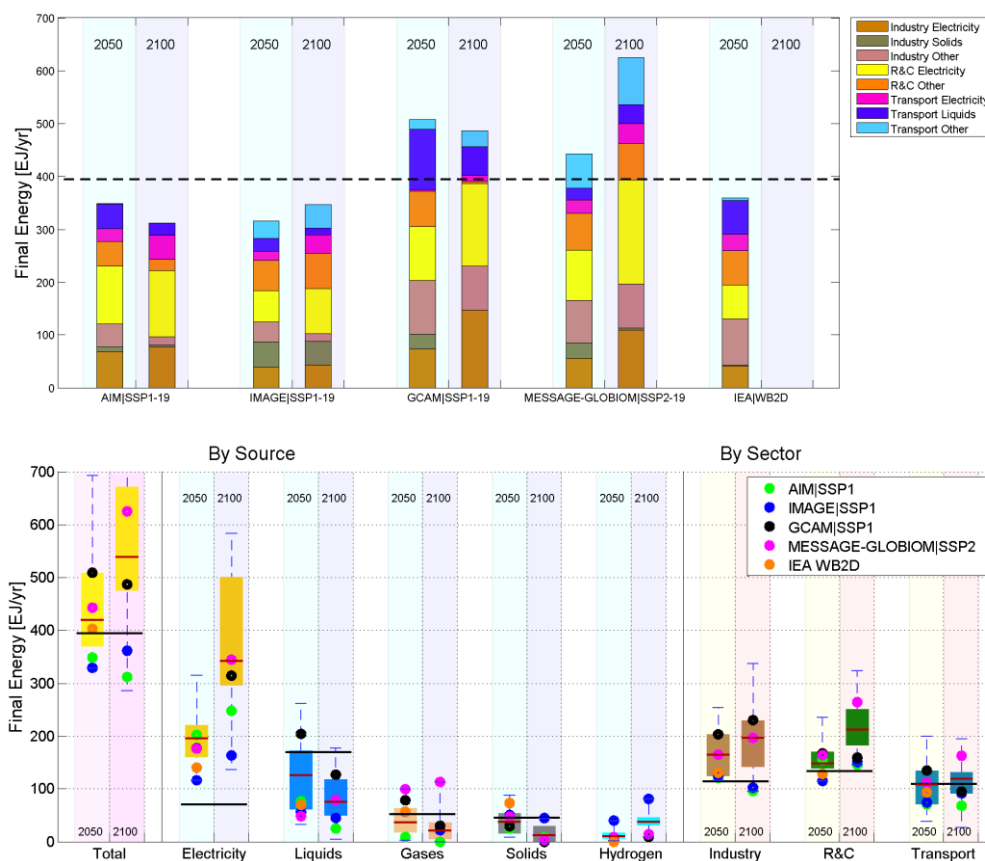 700
600
500
400
300
200
100
0
Final Energy [EJ/yr]
2050 2100 2050 2100 2050 2100 2050 2100 2050
AIM|SSP1-19 IMAGE|SSP1-19 GCAM|SSP1-19 MESSAGE-GLOBIOM|SSP2-19 IEA|WB2D
Industry Electricity
Industry Solids
Industry Other
R&C Electricity
R&C Other
Transport Electricity
Transport Liquids
Transport Other
By Source By Sector
700
600
500
400
300
200
100
0
Final Energy [EJ/yr]
2050 2100 2050 2100 2050 2100 2050 2100 2050 2100
AIM|SSP1
IMAGE|SSP1
GCAM|SSP1
MESSAGE-GLOBIOM|SSP2
IEA WB2D
2050 2100 2050 2100 2050 2100 2050 2100
Total Electricity Liquids Gases Solids Hydrogen Industry R&C Transport